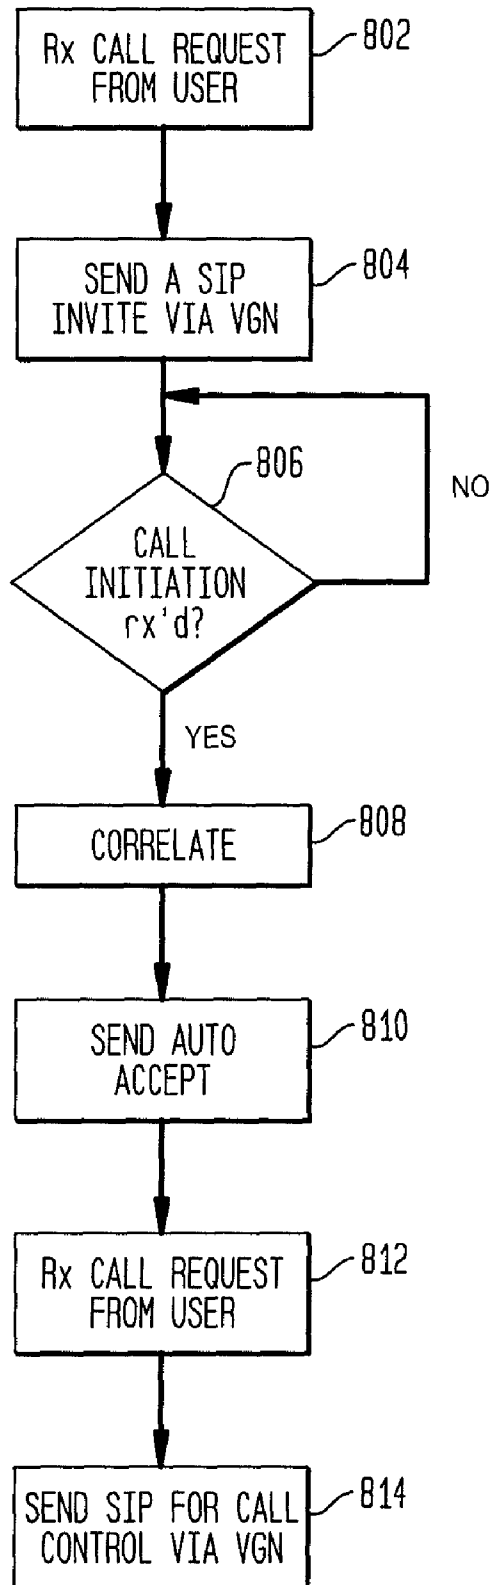 Rx CALL REQUEST
FROM USER
802
SEND A SIP
INVITE VIA VGN
804
806
CALL
INITIATION
rx'd?
NO
YES
CORRELATE
808
SEND AUTO
ACCEPT
810
Rx CALL REQUEST
FROM USER
812
SEND SIP FOR CALL
CONTROL VIA VGN
814